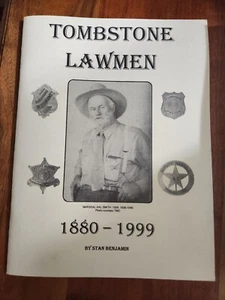 TOMBSTONE
LAWMEN
1880 – 1999
BY STAN BENJAMIN